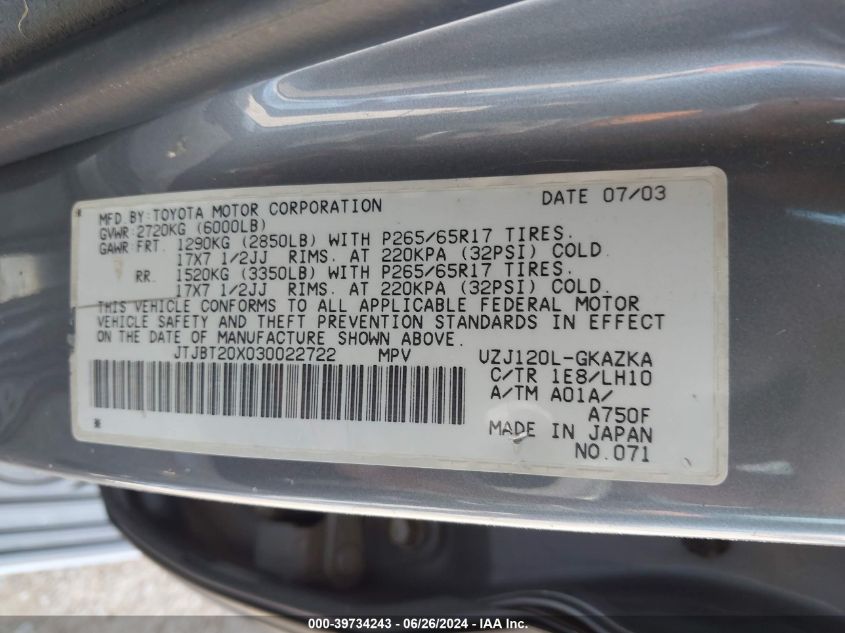 MFD BY:TOYOTA MOTOR CORPORATION DATE 07/03
GVWR:2720KG (6000LB)
GAWR:FRT. 1290KG (2850LB) WITH P265/65R17 TIRES.
17X7 1/2JJ RIMS. AT 220KPA (32PSI) COLD.
RR. 1520KG (3350LB) WITH P265/65R17 TIRES.
17X7 1/2JJ RIMS. AT 220KPA (32PSI) COLD.
THIS VEHICLE CONFORMS TO ALL APPLICABLE FEDERAL MOTOR
VEHICLE SAFETY AND THEFT PREVENTION STANDARDS IN EFFECT
ON THE DATE OF MANUFACTURE SHOWN ABOVE.
JTJBT20X030022722 MPV UZJ120L-GKAZKA
C/TR 1E8/LH10
A/TM A01A/
A750F
MADE IN JAPAN
NO.071
000-39734243 / 06/26/2024 - IAA Inc.